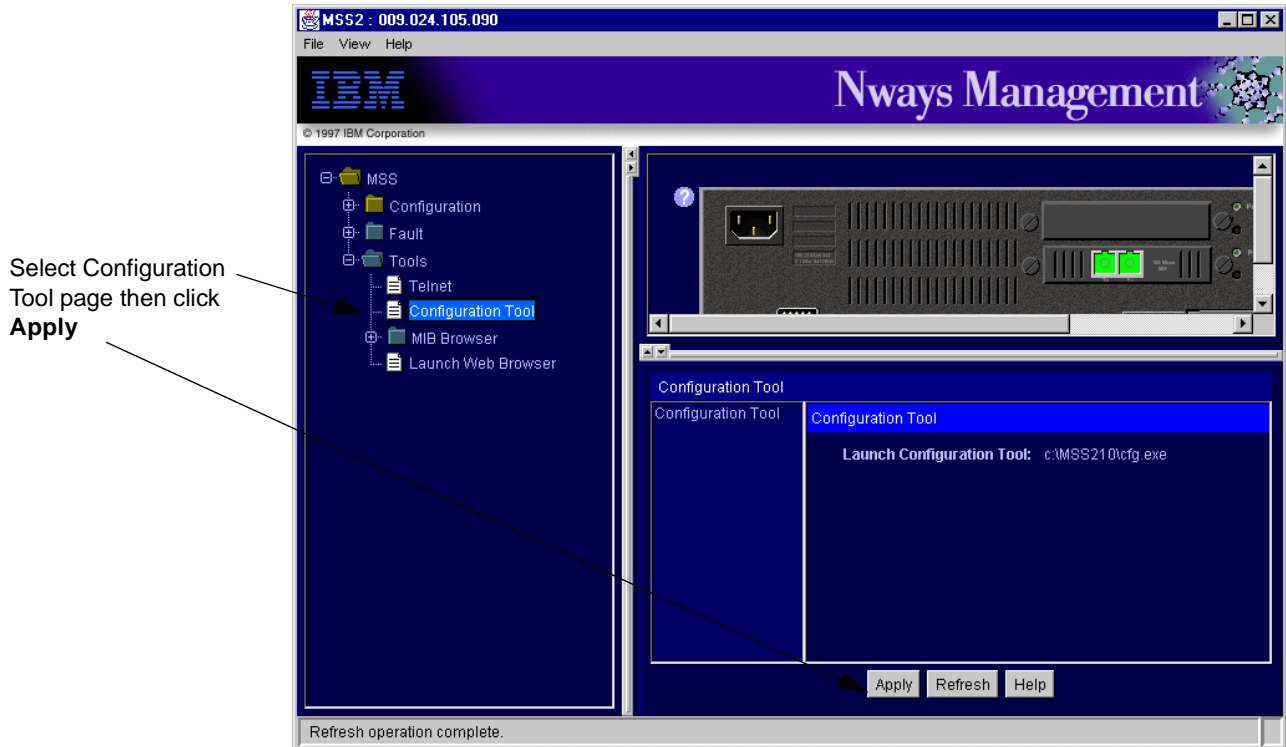 MSS2 : 009.024.105.090
File View Help
IBM
Nways Management
© 1997 IBM Corporation
MSS
Configuration
Fault
Tools
Telnet
Configuration Tool
MIB Browser
Launch Web Browser
Select Configuration
Tool page then click
Apply
?
Configuration Tool
Configuration Tool
Configuration Tool
Launch Configuration Tool: c:\MSS210\cfg.exe
Apply Refresh Help
Refresh operation complete.